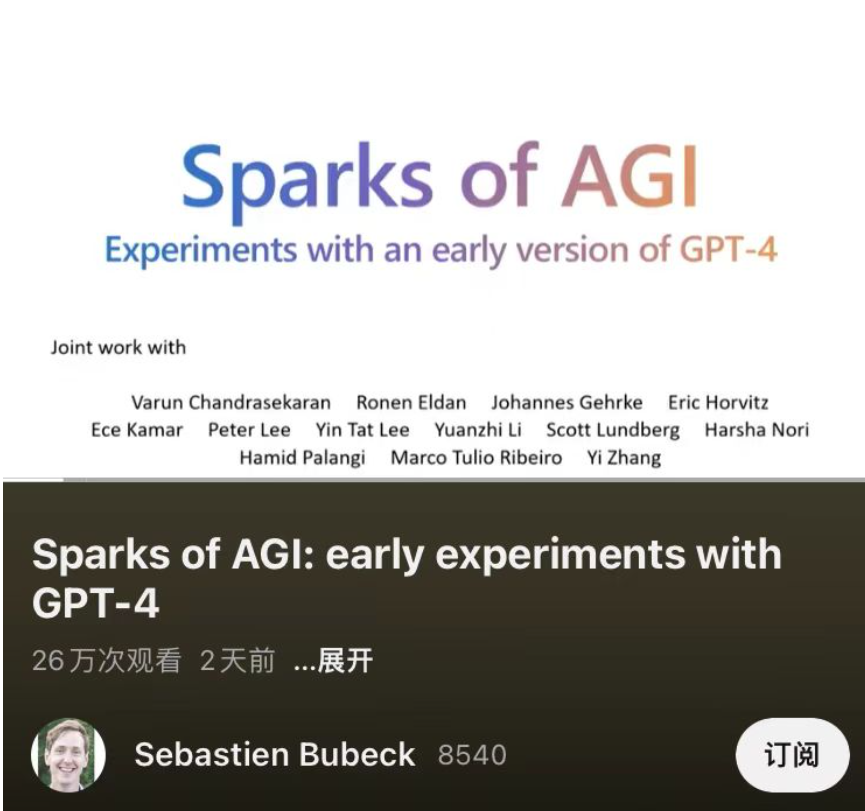 Sparks of AGI
Experiments with an early version of GPT-4
Joint work with
Varun Chandrasekaran Ronen Eldan Johannes Gehrke Eric Horvitz
Ece Kamar Peter Lee Yin Tat Lee Yuanzhi Li Scott Lundberg Harsha Nori
Hamid Palangi Marco Tulio Ribeiro Yi Zhang
Sparks of AGI: early experiments with
GPT-4
26万次观看 2天前 ...展开
Sebastien Bubeck 8540 订阅